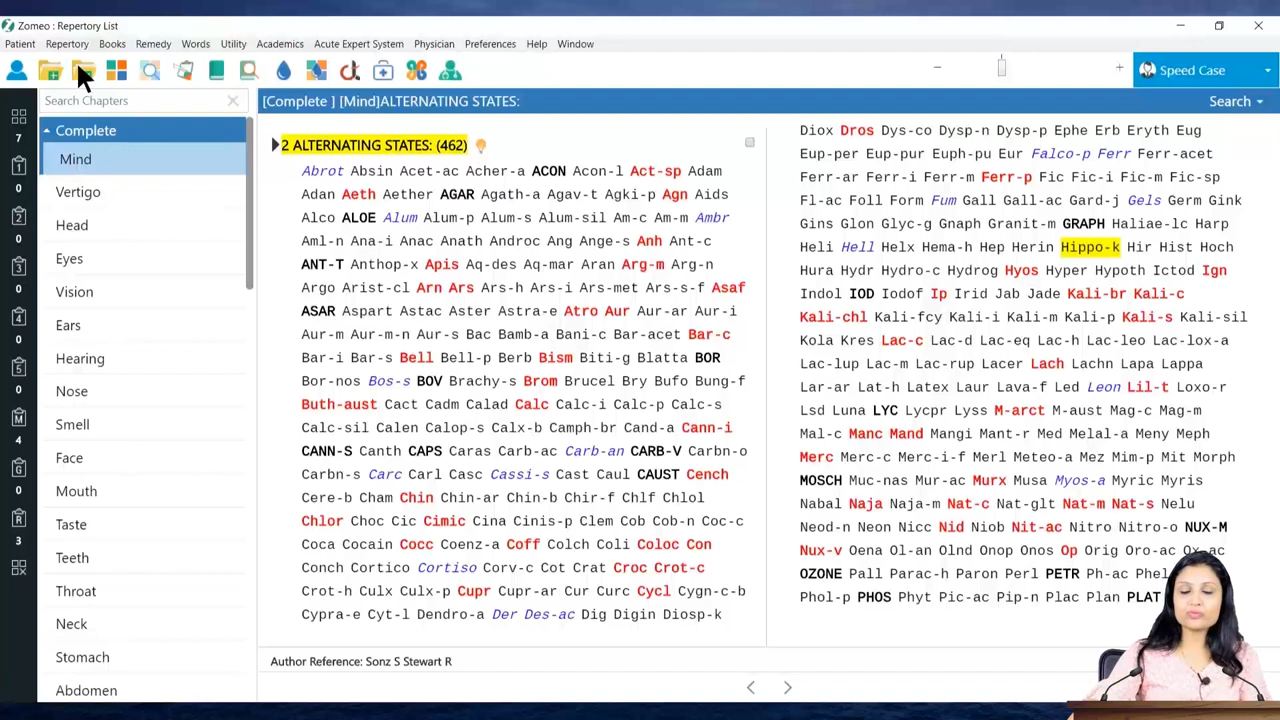 Zomeo : Repertory List
Patient Repertory Books Remedy Words Utility Academics Acute Expert System Physician Preferences Help Window
Speed Case
Search Chapters
[Complete ] [Mind]ALTERNATING STATES:
Search
7
0
0
3
0
0
4
0
3
Complete
Mind
Vertigo
Head
Eyes
Vision
Ears
Hearing
Nose
Smell
Face
Mouth
Taste
Teeth
Throat
Neck
Stomach
Abdomen
2 ALTERNATING STATES: (462)
Abrot Absin Acet-ac Acher-a ACON Acon-l Act-sp Adam
Adan Aeth Aether AGAR Agath-a Agav-t Agki-p Agn Aids
Alco ALOE Alum Alum-p Alum-s Alum-sil Am-c Am-m Ambr
Aml-n Ana-i Anac Anath Androc Ang Ange-s Anh Ant-c
ANT-T Anthop-x Apis Aq-des Aq-mar Aran Arg-m Arg-n
Argo Arist-cl Arn Ars Ars-h Ars-i Ars-met Ars-s-f Asaf
ASAR Aspart Astac Aster Astra-e Atro Aur Aur-ar Aur-i
Aur-m Aur-m-n Aur-s Bac Bamb-a Bani-c Bar-acet Bar-c
Bar-i Bar-s Bell Bell-p Berb Bism Biti-g Blatta BOR
Bor-nos Bos-s BOV Brachy-s Brom Brucel Bry Bufo Bung-f
Buth-aust Cact Cadm Calad Calc Calc-i Calc-p Calc-s
Calc-sil Calen Calop-s Calx-b Camph-br Cand-a Cann-i
CANN-S Canth CAPS Caras Carb-ac Carb-an CARB-V Carbn-o
Carbn-s Carc Carl Casc Cassi-s Cast Caul CAUST Cench
Cere-b Cham Chin Chin-ar Chin-b Chir-f Chlf Chlol
Chlor Choc Cic Cimic Cina Cinis-p Clem Cob Cob-n Coc-c
Coca Cocain Cocc Coenz-a Coff Colch Coli Coloc Con
Conch Cortico Cortiso Corv-c Cot Crat Croc Crot-c
Crot-h Culx Culx-p Cupr Cupr-ar Cur Curc Cycl Cygn-c-b
Cypra-e Cyt-l Dendro-a Der Des-ac Dig Digin Diosp-k
Diox Dros Dys-co Dysp-n Dysp-p Ephe Erb Eryth Eug
Eup-per Eup-pur Euph-pu Eur Falco-p Ferr Ferr-acet
Ferr-ar Ferr-i Ferr-m Ferr-p Fic Fic-i Fic-m Fic-sp
Fl-ac Foll Form Fum Gall Gall-ac Gard-j Gels Germ Gink
Gins Glon Glyc-g Gnaph Granit-m GRAPH Haliae-lc Harp
Heli Hell Helx Hema-h Hep Herin Hippo-k Hir Hist Hoch
Hura Hydr Hydro-c Hydrog Hyos Hyper Hypoth Ictod Ign
Indol IOD Iodof Ip Irid Jab Jade Kali-br Kali-c
Kali-chl Kali-fcy Kali-i Kali-m Kali-p Kali-s Kali-sil
Kola Kres Lac-c Lac-d Lac-eq Lac-h Lac-leo Lac-lox-a
Lac-lup Lac-m Lac-rup Lacer Lach Lachn Lapa Lappa
Lar-ar Lat-h Latex Laur Lava-f Led Leon Lil-t Loxo-r
Lsd Luna LYC Lycpr Lyss M-arct M-aust Mag-c Mag-m
Mal-c Manc Mand Mangi Mant-r Med Melal-a Meny Meph
Merc Merc-c Merc-i-f Merl Meteo-a Mez Mim-p Mit Morph
MOSCH Muc-nas Mur-ac Murx Musa Myos-a Myric Myris
Nabal Naja Naja-m Nat-c Nat-glt Nat-m Nat-s Nelu
Neod-n Neon Nicc Nid Niob Nit-ac Nitro Nitro-o NUX-M
Nux-v Oena Ol-an Olnd Onop Onos Op Orig Oro-ac Ox-ac
OZONE Pall Parac-h Paron Perl PETR Ph-ac
Phol-p PHOS Phyt Pic-ac Pip-n Plac Plan PLAT
Author Reference: Sonz S Stewart R